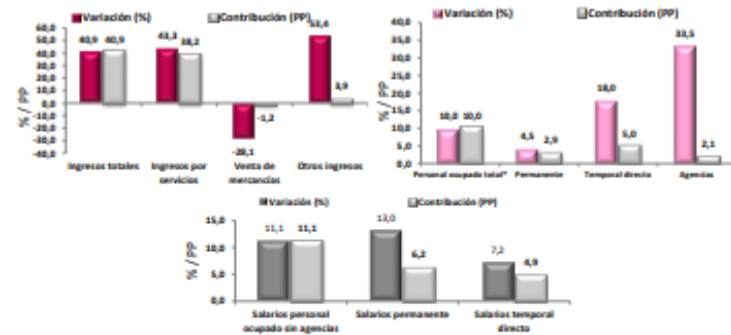 Variación (%) Contribución (PP)
60,0
50,0
40,0
30,0
20,0
10,0
0,0
-10,0
-20,0
-30,0
-40,0
% / PP
40,9 40,9
43,3 38,2
-28,1 -1,2
53,4 3,9
Ingresos totales
Ingresos por servicios
Venta de mercancías
Otros ingresos
Variación (%) Contribución (PP)
40,0
35,0
30,0
25,0
20,0
15,0
10,0
5,0
0,0
% / PP
10,0 10,0
4,5 2,9
18,0 5,0
33,5 2,1
Personal ocupado total*
Permanente
Temporal directo
Agencias
Variación (%) Contribución (PP)
15,0
10,0
5,0
0,0
% / PP
11,1 11,1
13,0 6,2
7,2 4,9
Salarios personal
ocupado sin agencias
Salarios permanente
Salarios temporal
directo